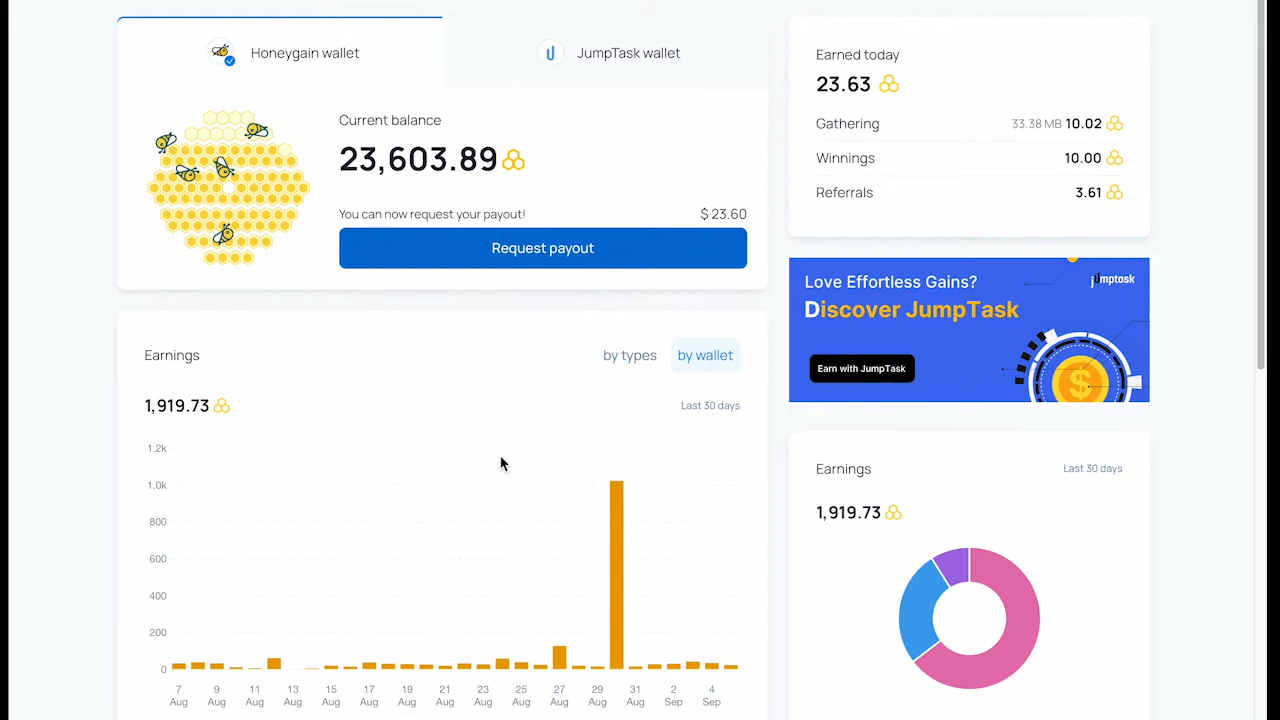 Honeygain wallet
JumpTask wallet
Current balance
23,603.89
You can now request your payout!
$ 23.60
Request payout
Earned today
23.63
Gathering
33.38 MB 10.02
Winnings
10.00
Referrals
3.61
Love Effortless Gains?
jumptask
Discover JumpTask
Earn with JumpTask
Earnings
by types
by wallet
1,919.73
Last 30 days
1.2k
1.0k
800
600
400
200
0
7 Aug
9 Aug
11 Aug
13 Aug
15 Aug
17 Aug
19 Aug
21 Aug
23 Aug
25 Aug
27 Aug
29 Aug
31 Aug
2 Sep
4 Sep
Earnings
Last 30 days
1,919.73